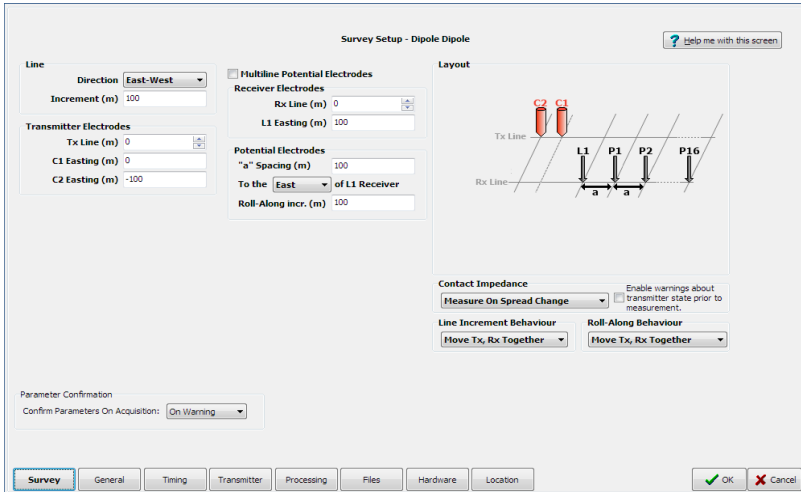 Survey Setup - Dipole Dipole
? Help me with this screen
Line
Direction East-West
Increment (m) 100
Transmitter Electrodes
Tx Line (m) 0
C1 Easting (m) 0
C2 Easting (m) -100
Multiline Potential Electrodes
Receiver Electrodes
Rx Line (m) 0
L1 Easting (m) 100
Potential Electrodes
"a" Spacing (m) 100
To the East of L1 Receiver
Roll-Along incr. (m) 100
Layout
C2 C1
Tx Line
L1 P1 P2 P16
Rx Line
a a
Contact Impedance
Measure On Spread Change
Enable warnings about
transmitter state prior to
measurement.
Line Increment Behaviour
Move Tx, Rx Together
Roll-Along Behaviour
Move Tx, Rx Together
Parameter Confirmation
Confirm Parameters On Acquisition: On Warning
Survey General Timing Transmitter Processing Files Hardware Location OK Cancel